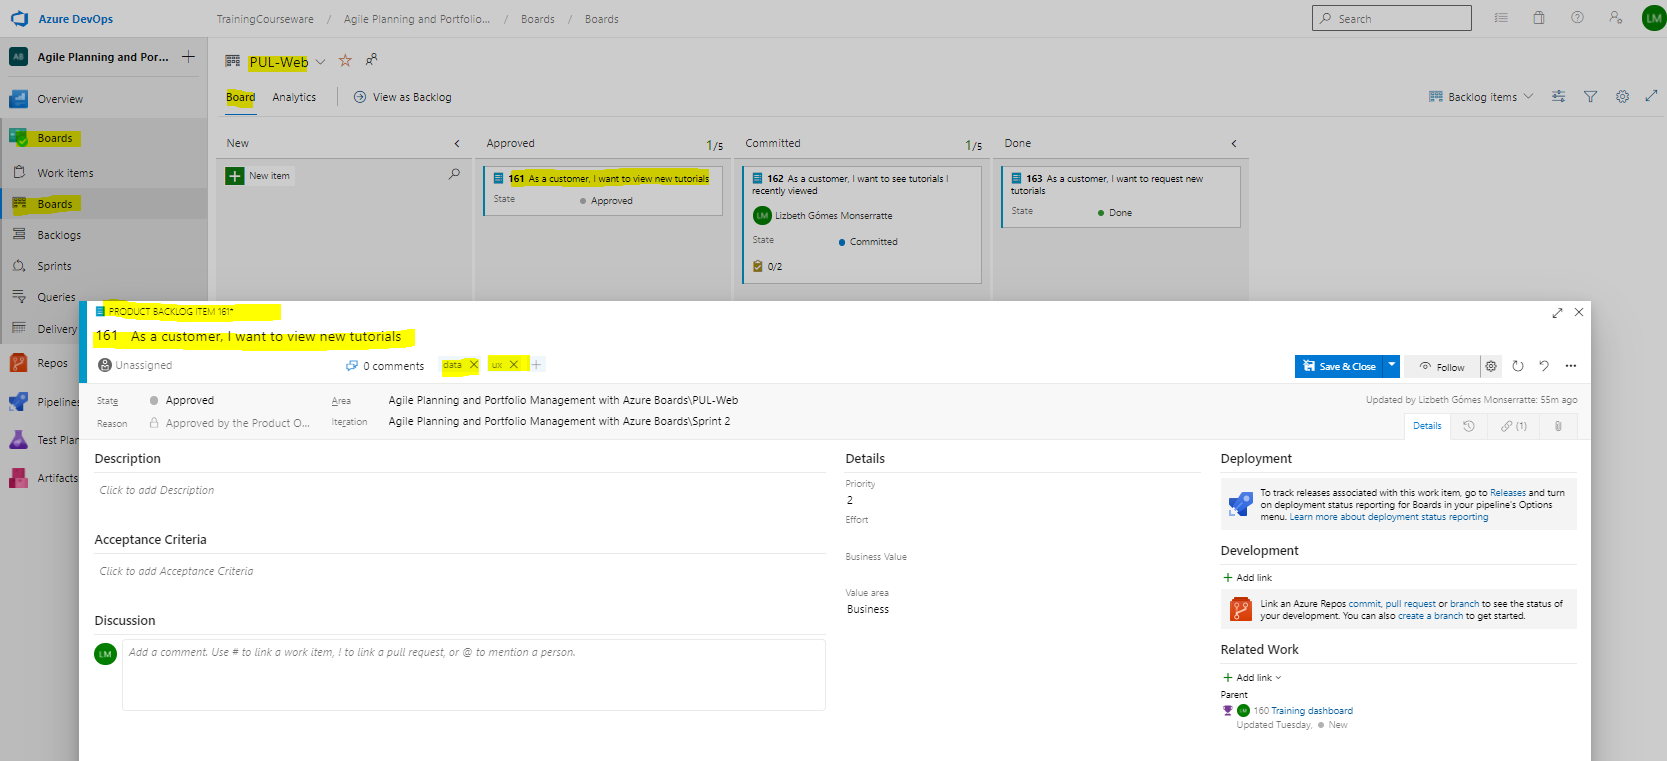 Azure DevOps
TrainingCourseware / Agile Planning and Portfolio... / Boards / Boards
Search
LM
AB Agile Planning and Por...
Overview
Boards
Work items
Boards
Backlogs
Sprints
Queries
Delivery
Repos
Pipelines
Test Plan
Artifacts
PUL-Web
Board Analytics View as Backlog
Backlog items
New
New item
Approved 1/5
161 As a customer, I want to view new tutorials
State Approved
Committed 1/5
162 As a customer, I want to see tutorials I
recently viewed
LM Lizbeth Gómes Monserratte
State Committed
0/2
Done
163 As a customer, I want to request new
tutorials
State Done
PRODUCT BACKLOG ITEM 161*
161 As a customer, I want to view new tutorials
Unassigned 0 comments data ux
Save & Close Follow
State Approved
Reason Approved by the Product O...
Area Agile Planning and Portfolio Management with Azure Boards\PUL-Web
Iteration Agile Planning and Portfolio Management with Azure Boards\Sprint 2
Updated by Lizbeth Gómes Monserratte: 55m ago
Details (1)
Description
Click to add Description
Acceptance Criteria
Click to add Acceptance Criteria
Discussion
LM
Add a comment. Use # to link a work item, ! to link a pull request, or @ to mention a person.
Details
Priority
2
Effort
Business Value
Value area
Business
Deployment
To track releases associated with this work item, go to Releases and turn
on deployment status reporting for Boards in your pipeline's Options
menu. Learn more about deployment status reporting
Development
Add link
Link an Azure Repos commit, pull request or branch to see the status of
your development. You can also create a branch to get started.
Related Work
Add link
Parent
LM 160 Training dashboard
Updated Tuesday, New